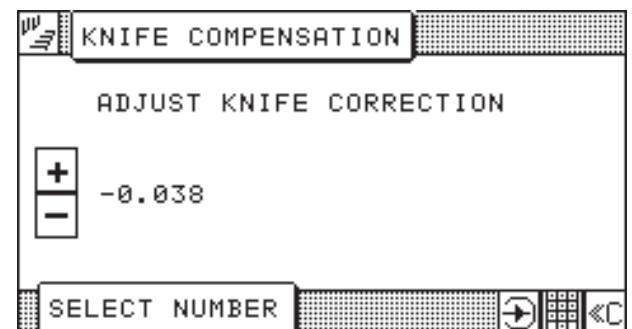 KNIFE COMPENSATION
ADJUST KNIFE CORRECTION
+
-0.038
−
SELECT NUMBER
«C